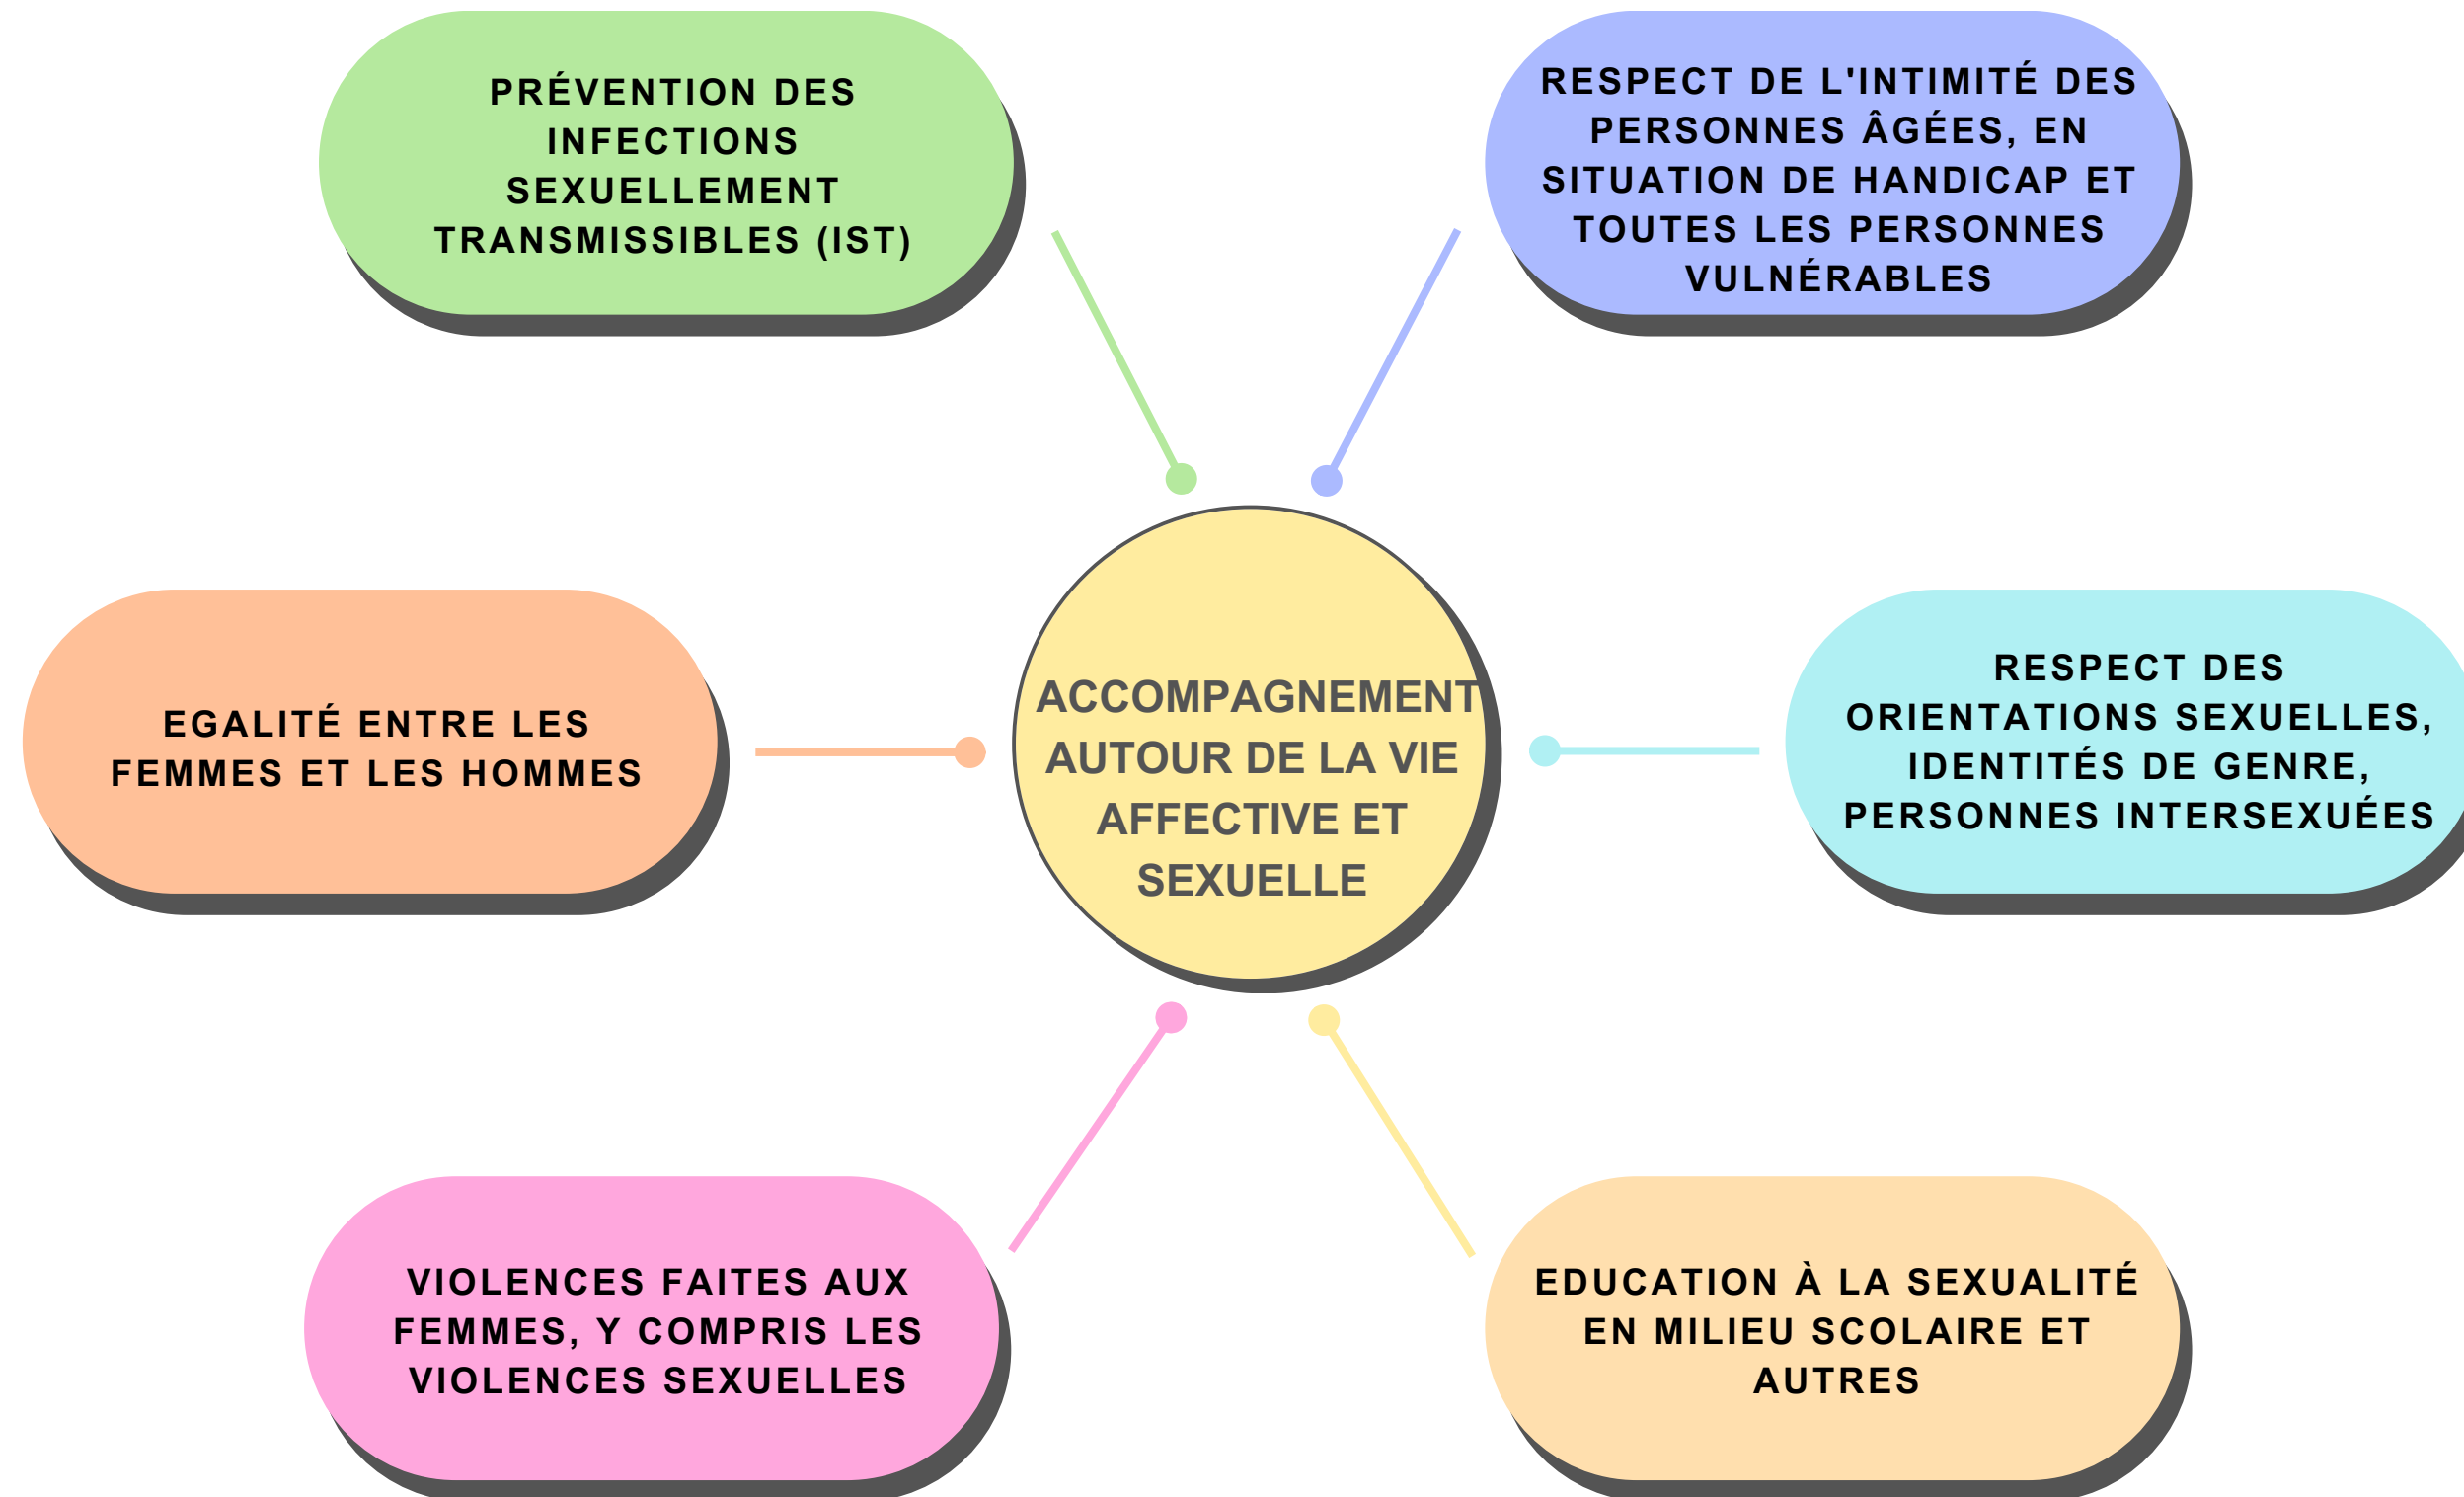 PRÉVENTION DES
INFECTIONS
SEXUELLEMENT
TRANSMISSIBLES (IST)
RESPECT DE L'INTIMITÉ DES
PERSONNES ÂGÉES, EN
SITUATION DE HANDICAP ET
TOUTES LES PERSONNES
VULNÉRABLES
EGALITÉ ENTRE LES
FEMMES ET LES HOMMES
ACCOMPAGNEMENT
AUTOUR DE LA VIE
AFFECTIVE ET
SEXUELLE
RESPECT DES
ORIENTATIONS SEXUELLES,
IDENTITÉS DE GENRE,
PERSONNES INTERSEXUÉES
VIOLENCES FAITES AUX
FEMMES, Y COMPRIS LES
VIOLENCES SEXUELLES
EDUCATION À LA SEXUALITÉ
EN MILIEU SCOLAIRE ET
AUTRES